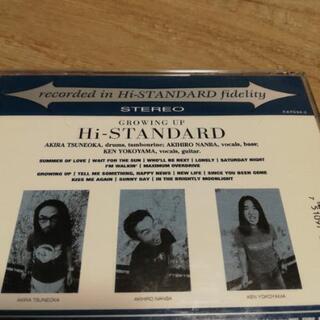 recorded in Hi-STANDARD fidelity
STEREO
GROWING UP
Hi-STANDARD
AKIRA TSUNEOKA, drums, tambourine; AKIHIRO NANBA, vocals, bass;
KEN YOKOYAMA, vocals, guitar.
SUMMER OF LOVE | WAIT FOR THE SUN | WHO'LL BE NEXT | LONELY | SATURDAY NIGHT
I'M WALKIN' | MAXIMUM OVERDRIVE
GROWING UP | TELL ME SOMETHING, HAPPY NEWS | NEW LIFE | SINCE YOU BEEN GONE
KISS ME AGAIN | SUNNY DAY | IN THE BRIGHTLY MOONLIGHT
AKIRA TSUNEOKA
AKIHIRO NANBA
KEN YOKOYAMA